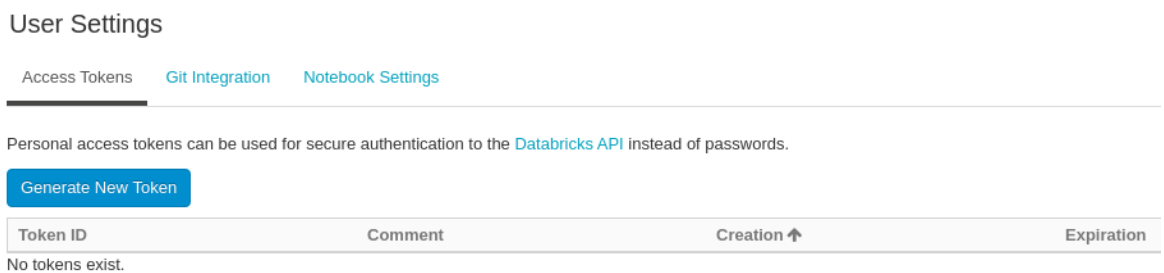 User Settings
Access Tokens Git Integration Notebook Settings
Personal access tokens can be used for secure authentication to the Databricks API instead of passwords.
Generate New Token
Token ID Comment Creation Expiration
No tokens exist.